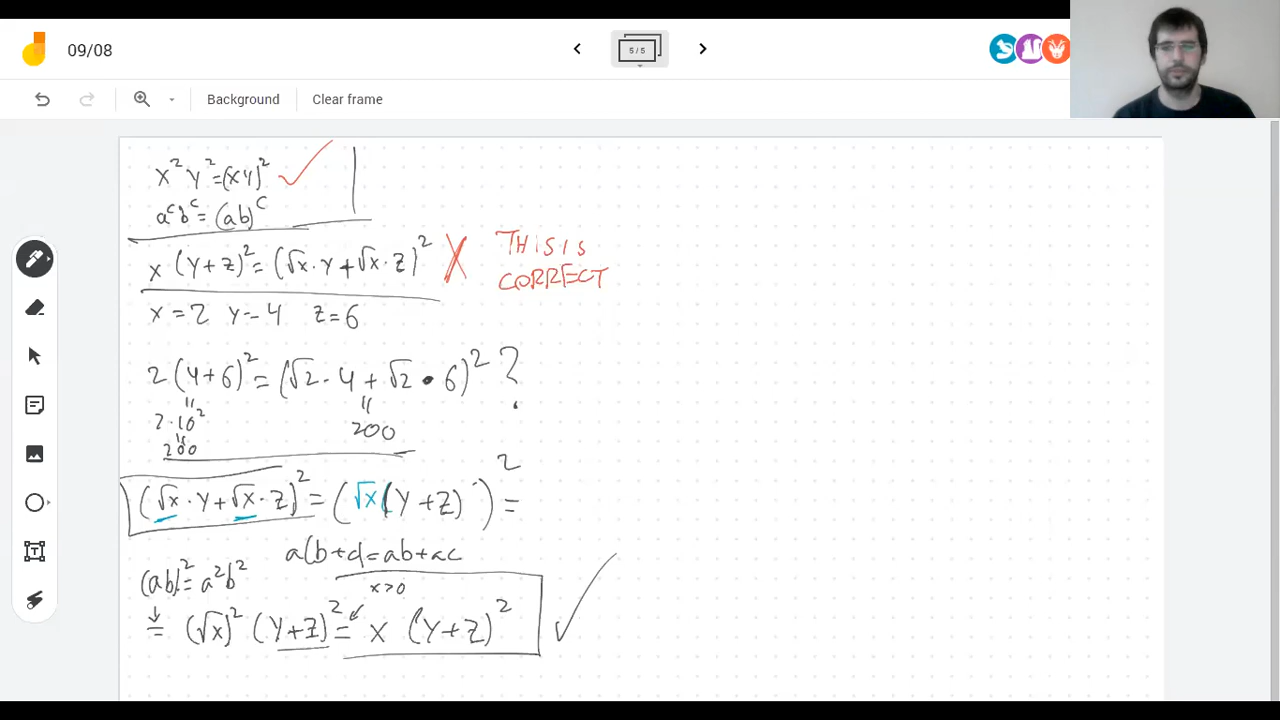 09/08
5/5
Background
Clear frame
x²y²=(xy)² ✓
aᶜbᶜ=(ab)ᶜ
x(y+z)²=(√x·y+√x·z)² X THIS IS
CORRECT
x=2 y=4 z=6
2(4+6)²=(√2·4+√2·6)² ?
2·10²
200
200
(√x·y+√x·z)²=(√x(y+z))²=
a(b+c)=ab+ac
(ab)²=a²b²
x>0
=(√x)²(y+z)²=x(y+z)² ✓